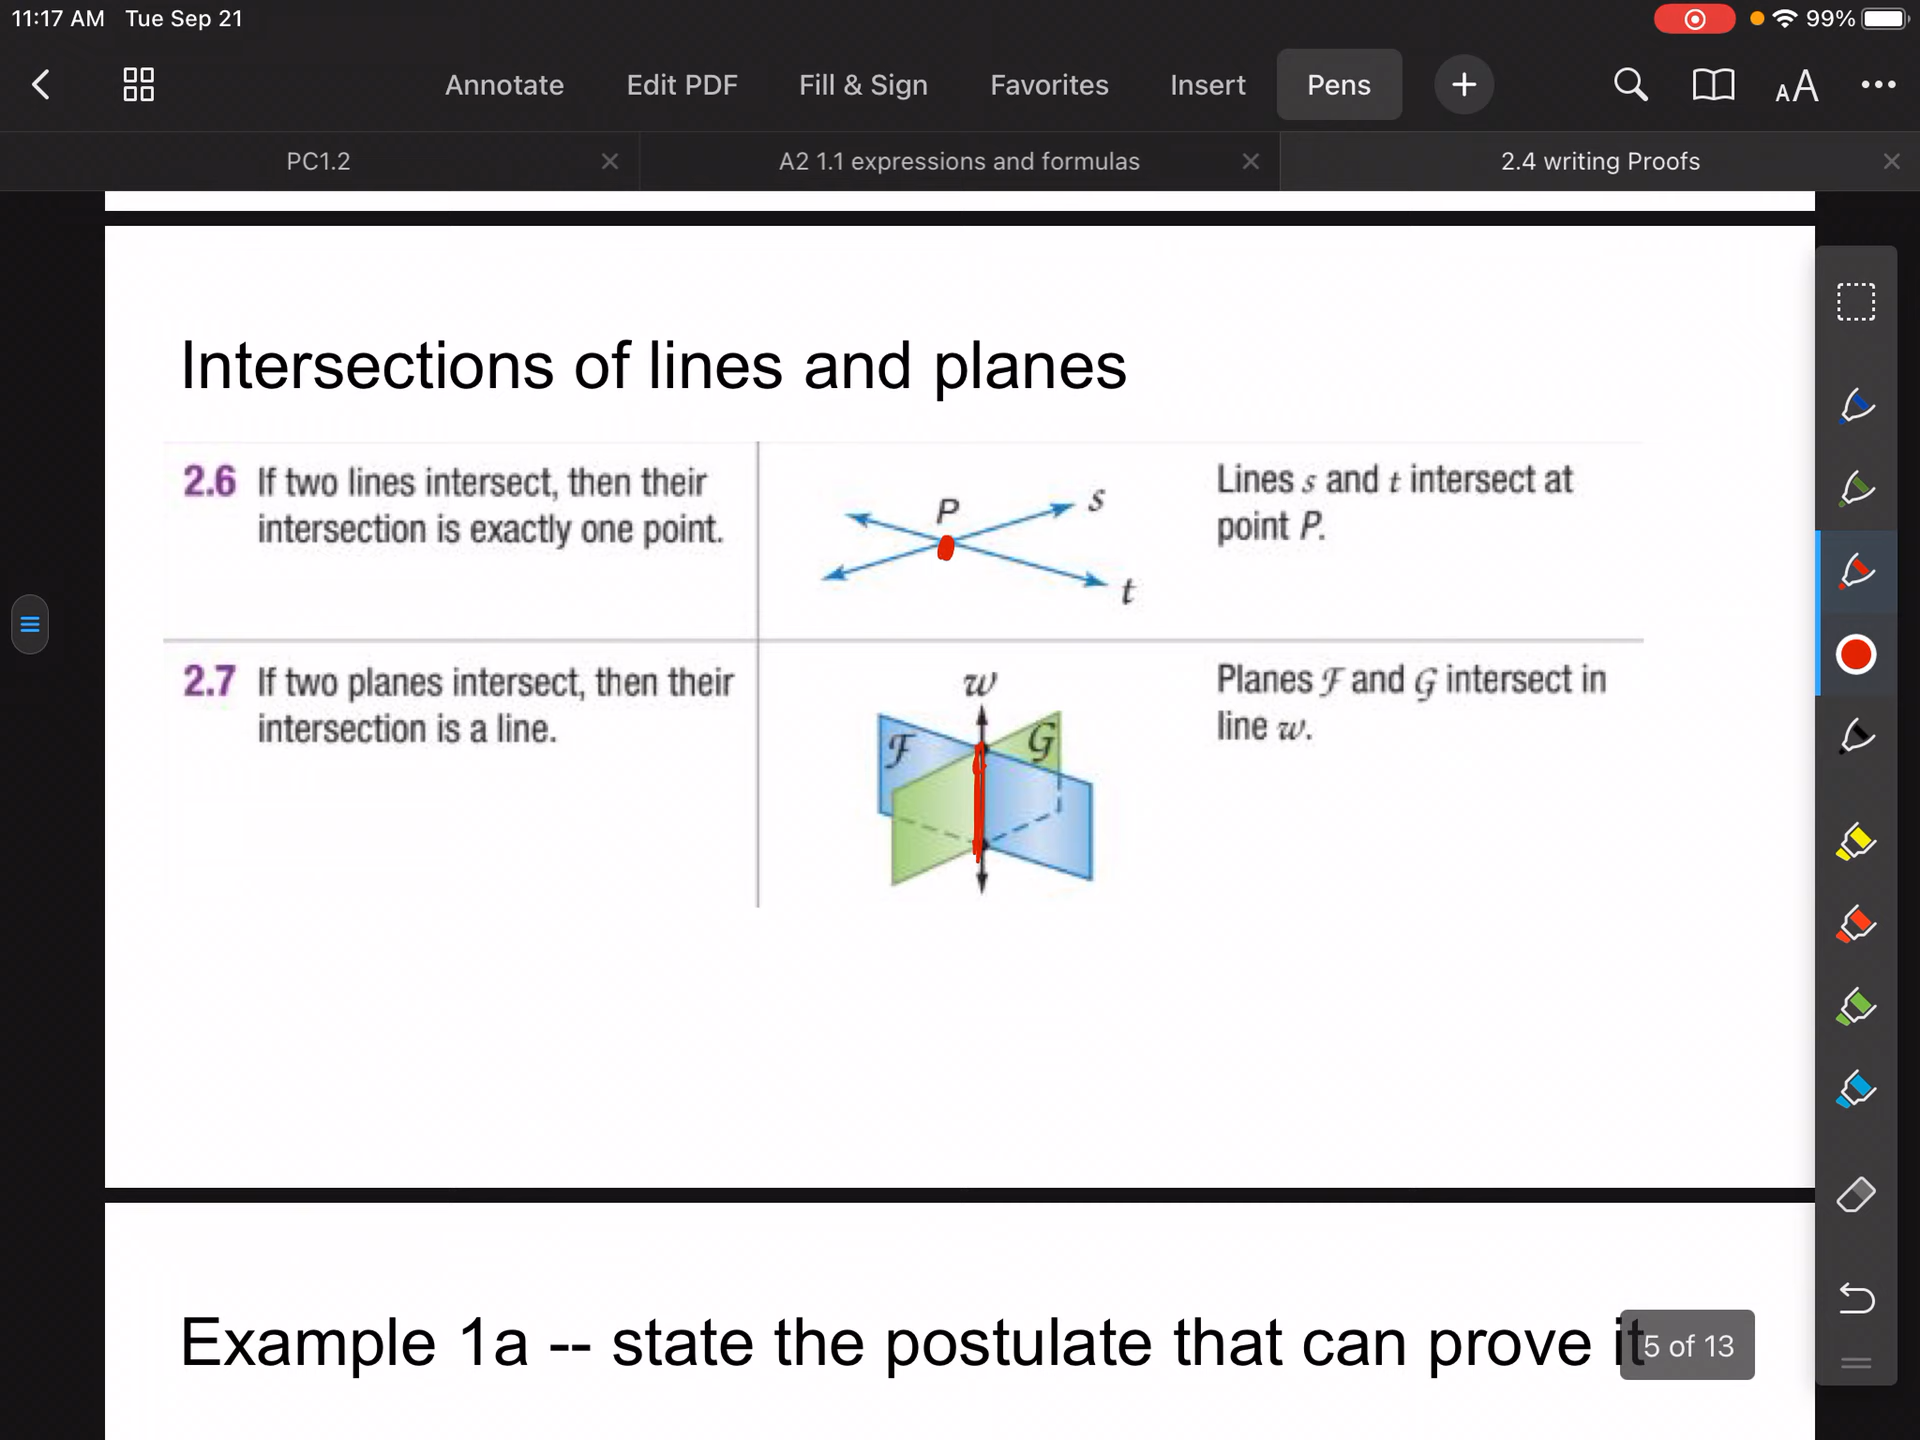 11:17 AM Tue Sep 21
99%
Annotate Edit PDF Fill & Sign Favorites Insert Pens
AA
PC1.2
A2 1.1 expressions and formulas
2.4 writing Proofs
Intersections of lines and planes
2.6 If two lines intersect, then their
intersection is exactly one point.
P
s
t
Lines s and t intersect at
point P.
2.7 If two planes intersect, then their
intersection is a line.
w
F
G
Planes F and G intersect in
line w.
Example 1a -- state the postulate that can prove it
5 of 13